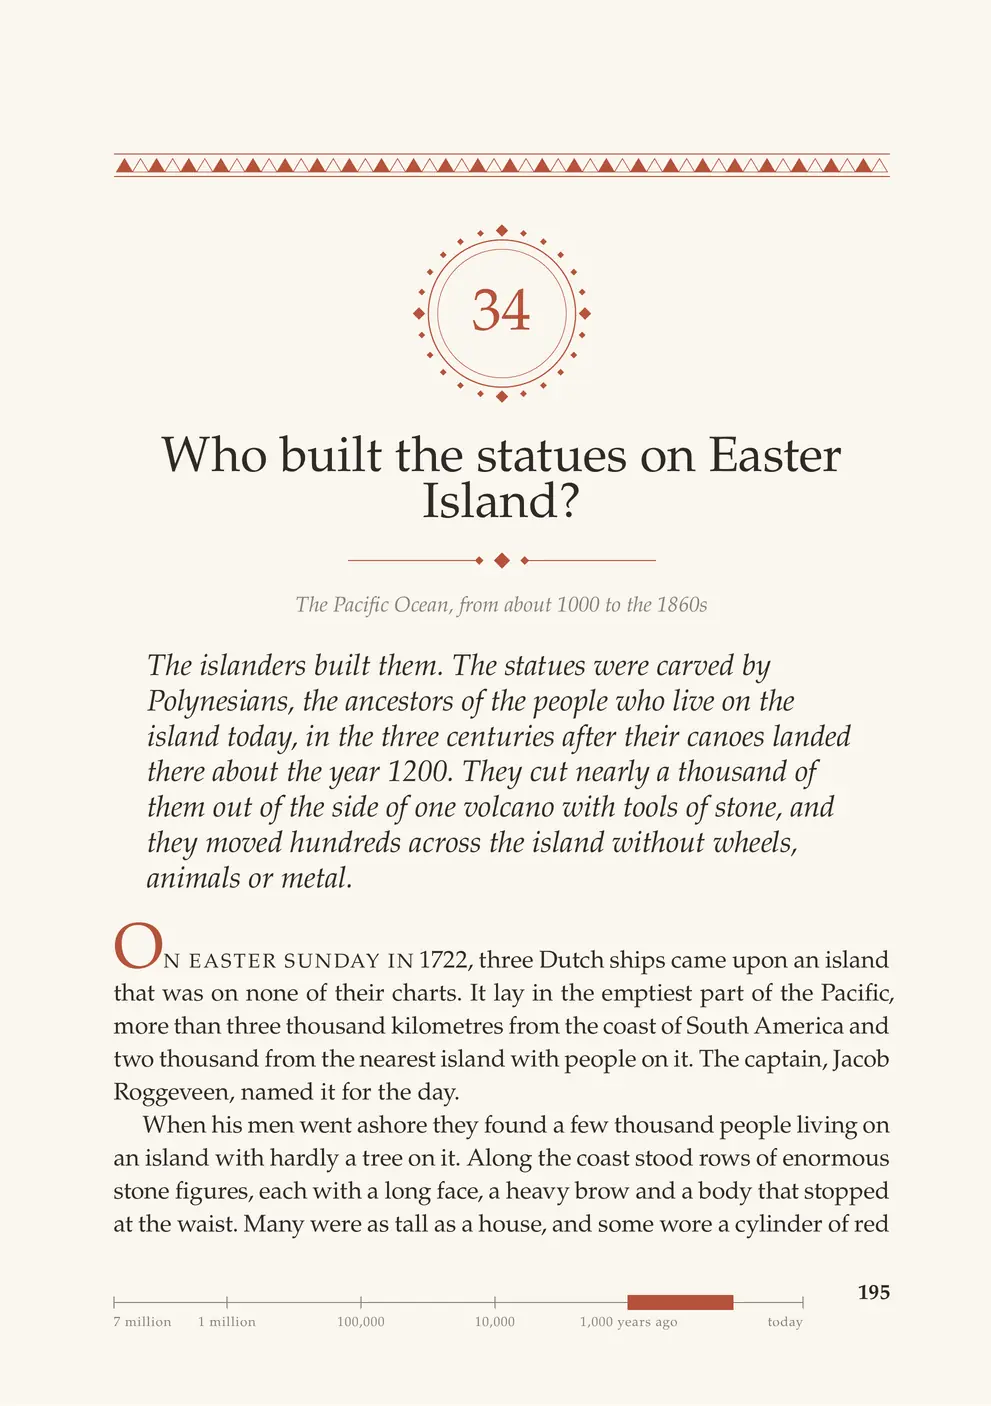 34
Who built the statues on Easter
Island?
The Pacific Ocean, from about 1000 to the 1860s
The islanders built them. The statues were carved by
Polynesians, the ancestors of the people who live on the
island today, in the three centuries after their canoes landed
there about the year 1200. They cut nearly a thousand of
them out of the side of one volcano with tools of stone, and
they moved hundreds across the island without wheels,
animals or metal.
ON EASTER SUNDAY IN 1722, three Dutch ships came upon an island
that was on none of their charts. It lay in the emptiest part of the Pacific,
more than three thousand kilometres from the coast of South America and
two thousand from the nearest island with people on it. The captain, Jacob
Roggeveen, named it for the day.
When his men went ashore they found a few thousand people living on
an island with hardly a tree on it. Along the coast stood rows of enormous
stone figures, each with a long face, a heavy brow and a body that stopped
at the waist. Many were as tall as a house, and some wore a cylinder of red
195
7 million 1 million 100,000 10,000 1,000 years ago today